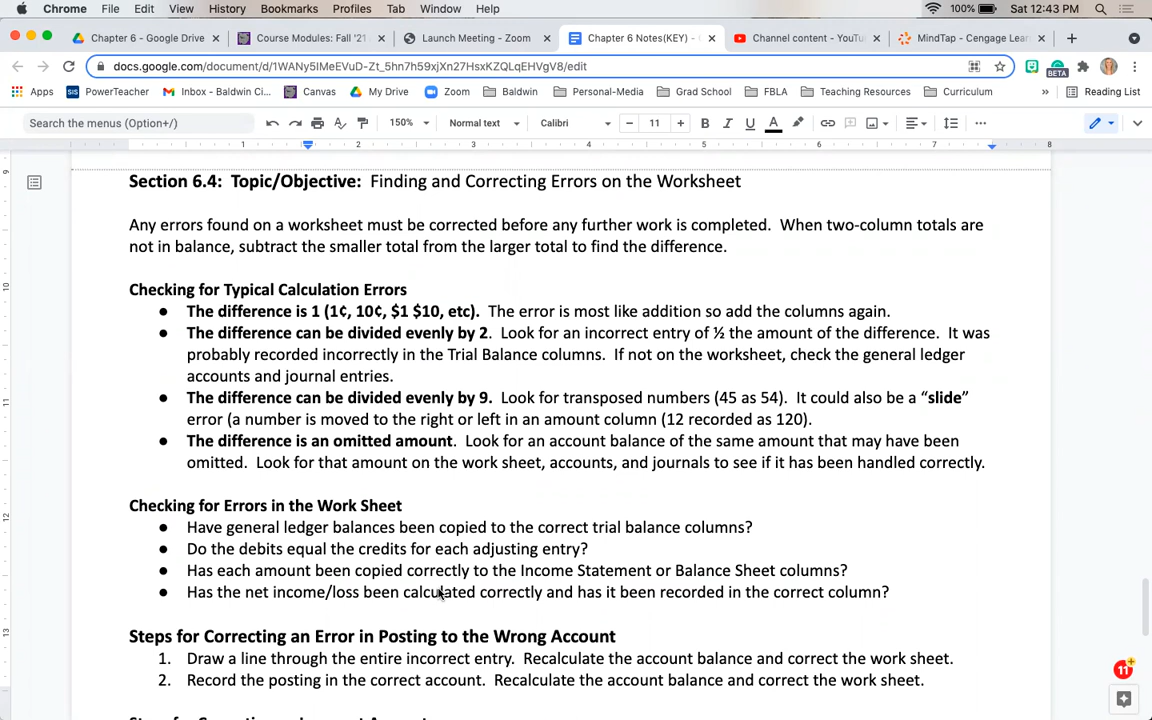 Chrome File Edit View History Bookmarks Profiles Tab Window Help 100% Sat 12:43 PM
Chapter 6 - Google Drive Course Modules: Fall '21 Launch Meeting - Zoom Chapter 6 Notes(KEY) - Channel content - YouTu MindTap - Cengage Lear
docs.google.com/document/d/1WANy5IMeEVuD-Zt_5hn7h59xjXn27HsxKZQLqEHVgV8/edit BETA
Apps SIS PowerTeacher Inbox - Baldwin Ci... Canvas My Drive Zoom Baldwin Personal-Media Grad School FBLA Teaching Resources Curriculum » Reading List
Search the menus (Option+/) 150% Normal text Calibri 11 B I U A
1 2 3 4 5 6 7 8
9
Section 6.4: Topic/Objective: Finding and Correcting Errors on the Worksheet
Any errors found on a worksheet must be corrected before any further work is completed. When two-column totals are
not in balance, subtract the smaller total from the larger total to find the difference.
10
Checking for Typical Calculation Errors
● The difference is 1 (1¢, 10¢, $1 $10, etc). The error is most like addition so add the columns again.
● The difference can be divided evenly by 2. Look for an incorrect entry of ½ the amount of the difference. It was
probably recorded incorrectly in the Trial Balance columns. If not on the worksheet, check the general ledger
accounts and journal entries.
11
● The difference can be divided evenly by 9. Look for transposed numbers (45 as 54). It could also be a “slide”
error (a number is moved to the right or left in an amount column (12 recorded as 120).
● The difference is an omitted amount. Look for an account balance of the same amount that may have been
omitted. Look for that amount on the work sheet, accounts, and journals to see if it has been handled correctly.
Checking for Errors in the Work Sheet
12
● Have general ledger balances been copied to the correct trial balance columns?
● Do the debits equal the credits for each adjusting entry?
● Has each amount been copied correctly to the Income Statement or Balance Sheet columns?
● Has the net income/loss been calculated correctly and has it been recorded in the correct column?
13
Steps for Correcting an Error in Posting to the Wrong Account
1. Draw a line through the entire incorrect entry. Recalculate the account balance and correct the work sheet.
2. Record the posting in the correct account. Recalculate the account balance and correct the work sheet.
11